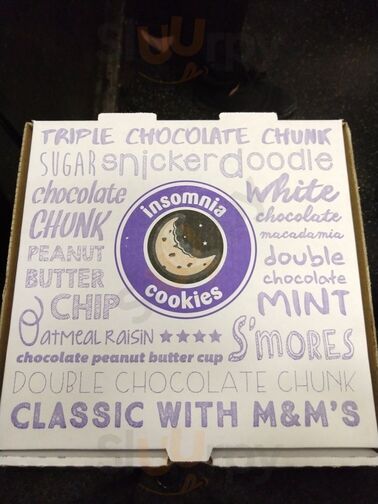 Slurrpy
TRIPLE CHOCOLATE CHUNK
SUGAR snickerdoodle
chocolate CHUNK
white chocolate macadamia
insomnia cookies
PEANUT BUTTER CHIP
double chocolate MINT
Oatmeal Raisin ★★★★
S'MORES
chocolate peanut butter cup
DOUBLE CHOCOLATE CHUNK
CLASSIC WITH M&M'S